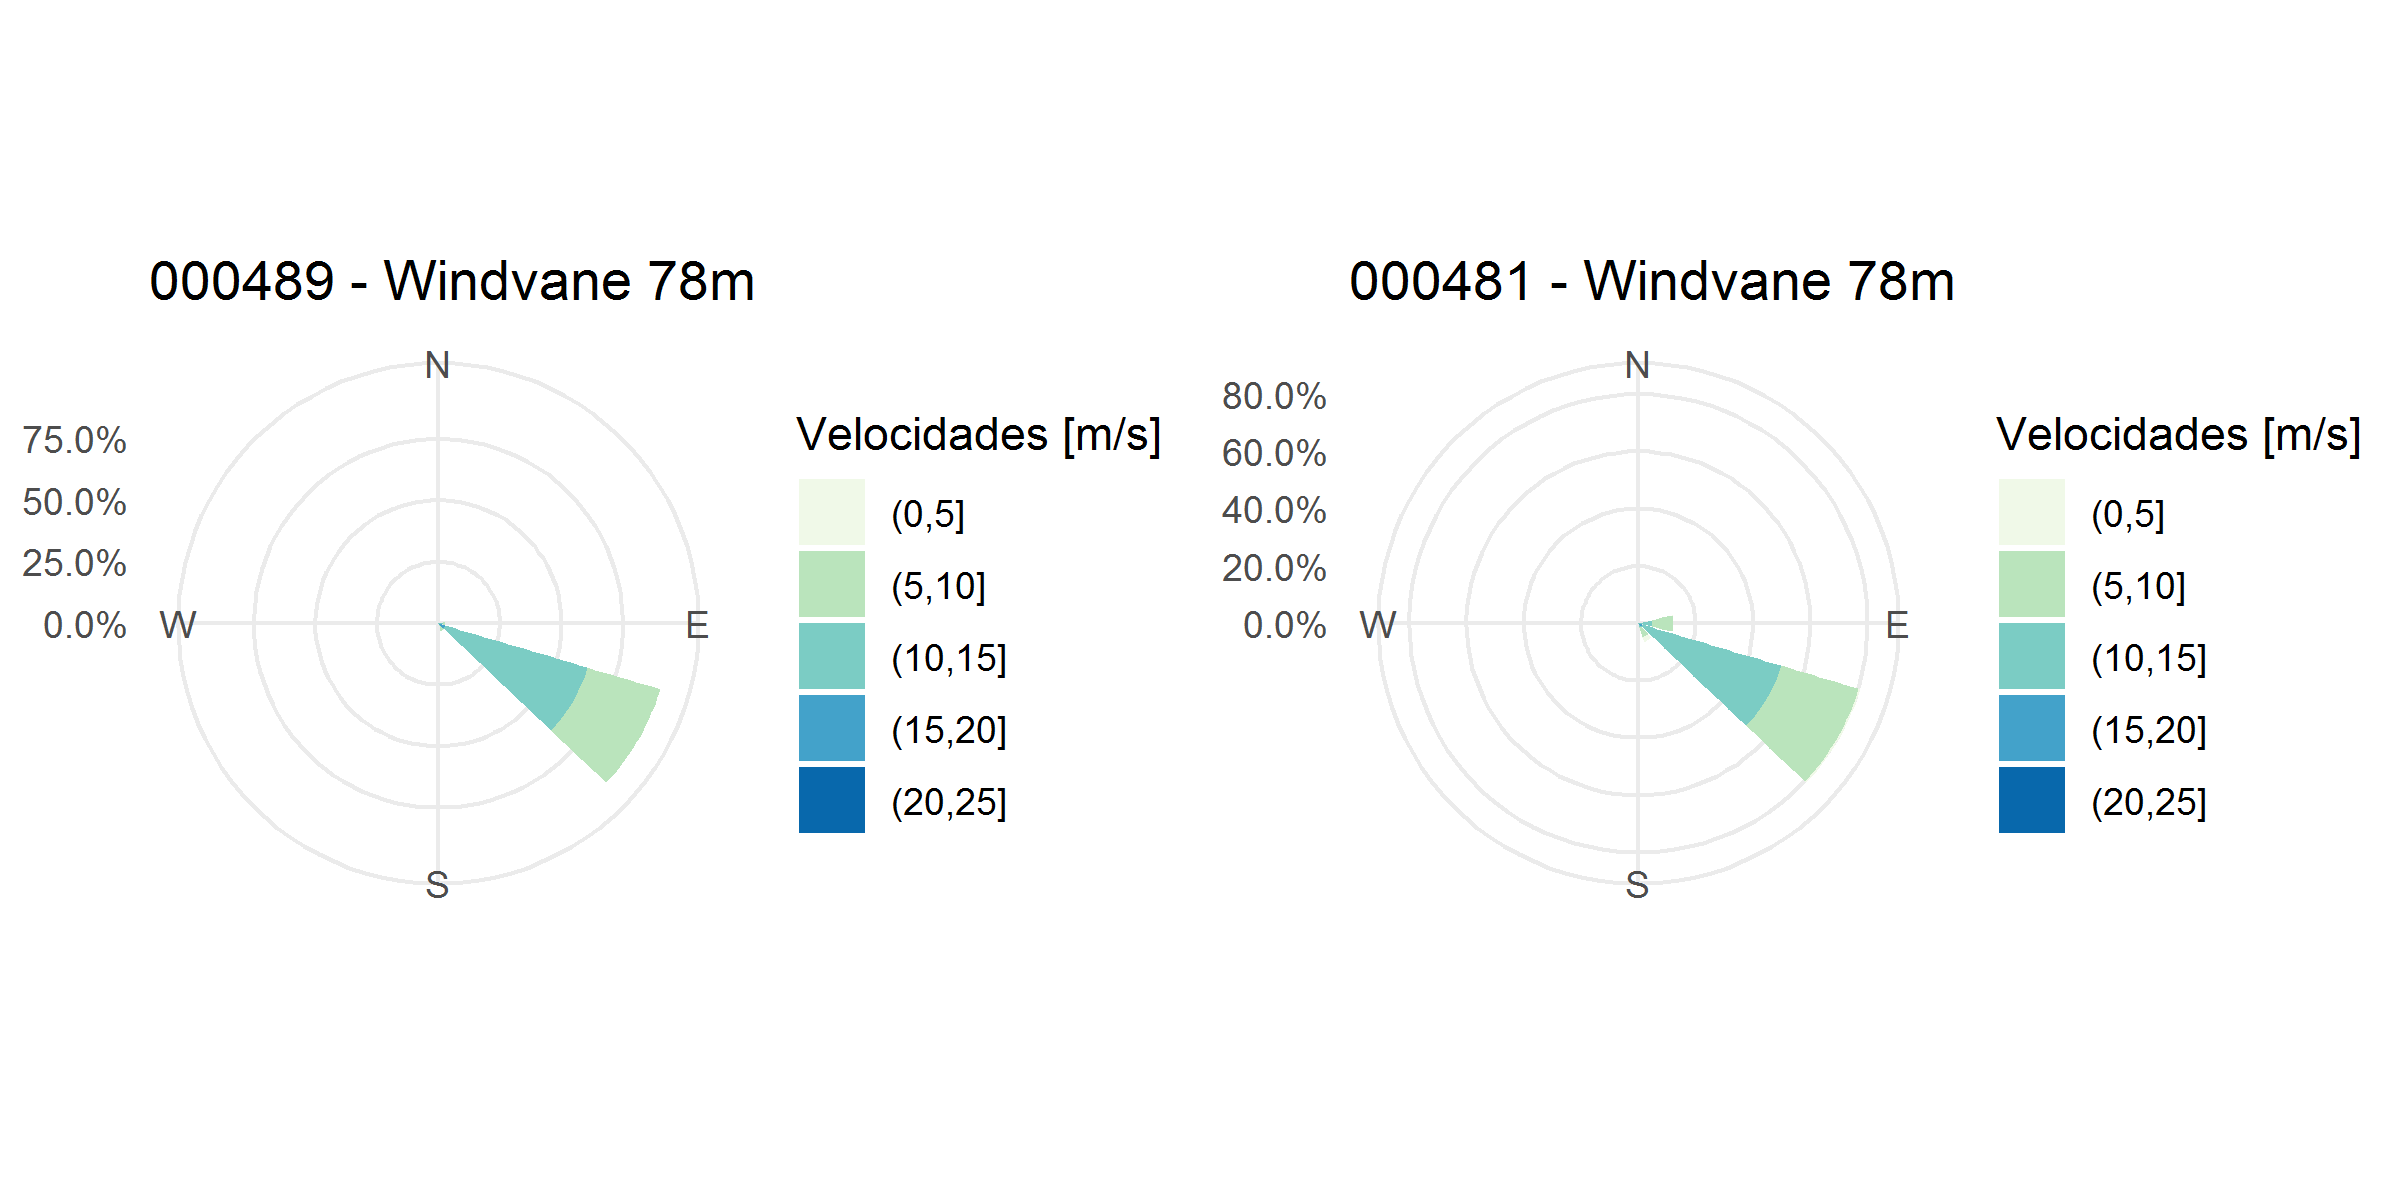 000489 - Windvane 78m
N
75.0%
50.0%
25.0%
0.0%
W
E
S
Velocidades [m/s]
(0,5]
(5,10]
(10,15]
(15,20]
(20,25]
000481 - Windvane 78m
N
80.0%
60.0%
40.0%
20.0%
0.0%
W
E
S
Velocidades [m/s]
(0,5]
(5,10]
(10,15]
(15,20]
(20,25]